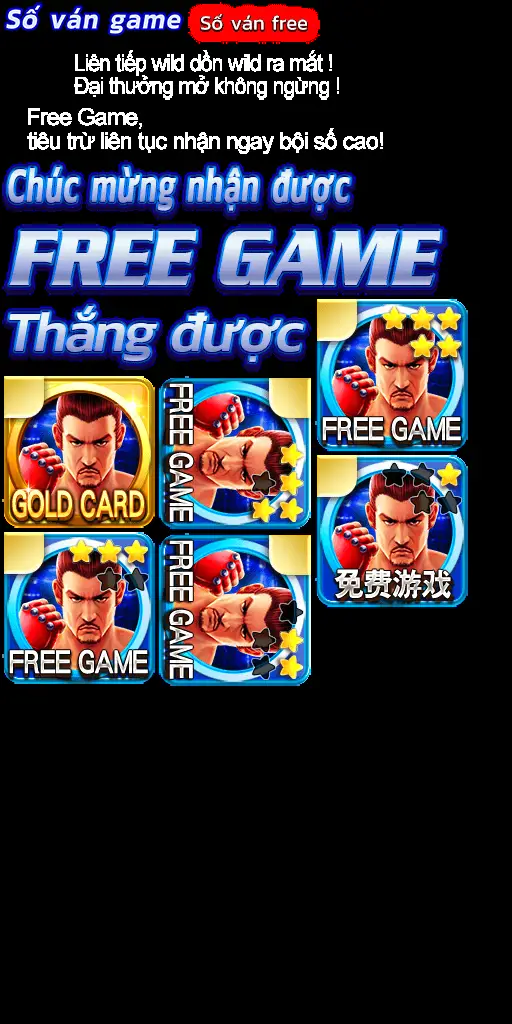 Số ván game
Số ván free
Liên tiếp wild dồn wild ra mắt !
Đại thưởng mở không ngừng !
Free Game,
tiêu trừ liên tục nhận ngay bội số cao!
Chúc mừng nhận được
FREE GAME
Thắng được
FREE GAME
GOLD CARD
FREE GAME
免费游戏
FREE GAME
FREE GAME